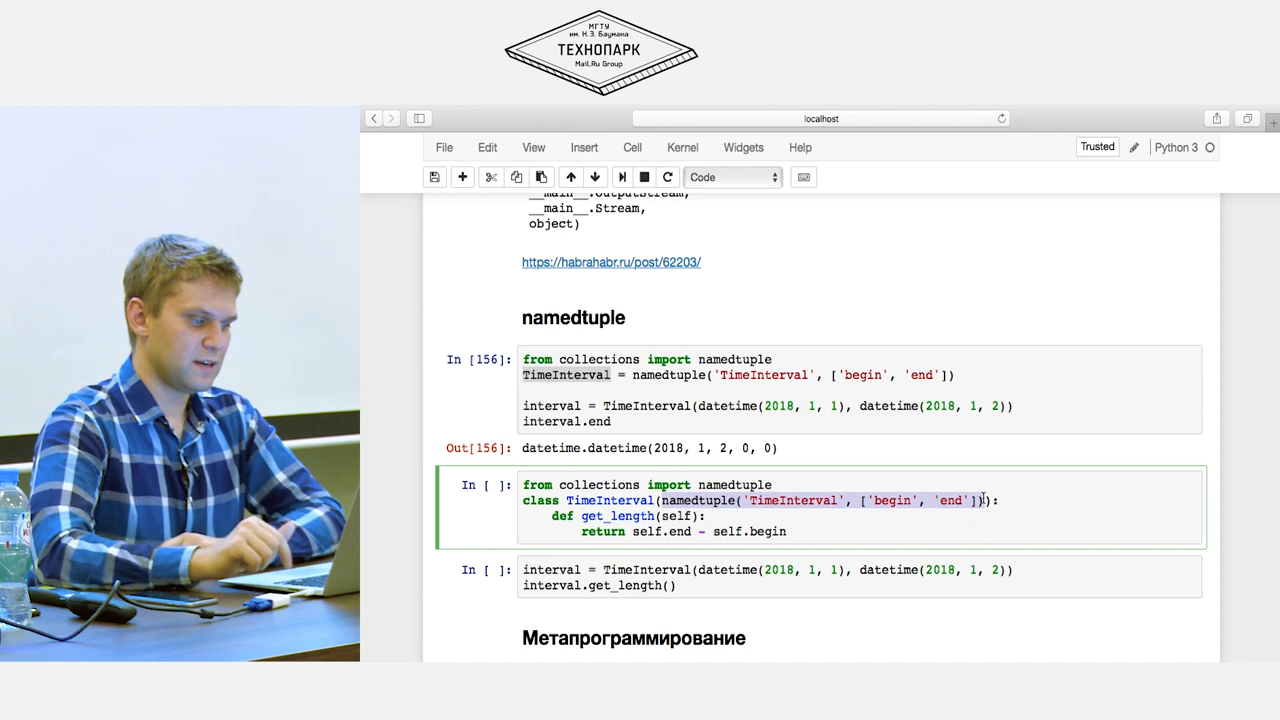 МГТУ
им. Н.Э. Баумана
ТЕХНОПАРК
Mail.Ru Group
localhost
File Edit View Insert Cell Kernel Widgets Help
Trusted Python 3
Code
__main__.OutputStream,
__main__.Stream,
object)
https://habrahabr.ru/post/62203/
namedtuple
In [156]: from collections import namedtuple
TimeInterval = namedtuple('TimeInterval', ['begin', 'end'])
interval = TimeInterval(datetime(2018, 1, 1), datetime(2018, 1, 2))
interval.end
Out[156]: datetime.datetime(2018, 1, 2, 0, 0)
In [ ]: from collections import namedtuple
class TimeInterval(namedtuple('TimeInterval', ['begin', 'end'])):
def get_length(self):
return self.end - self.begin
In [ ]: interval = TimeInterval(datetime(2018, 1, 1), datetime(2018, 1, 2))
interval.get_length()
Метапрограммирование